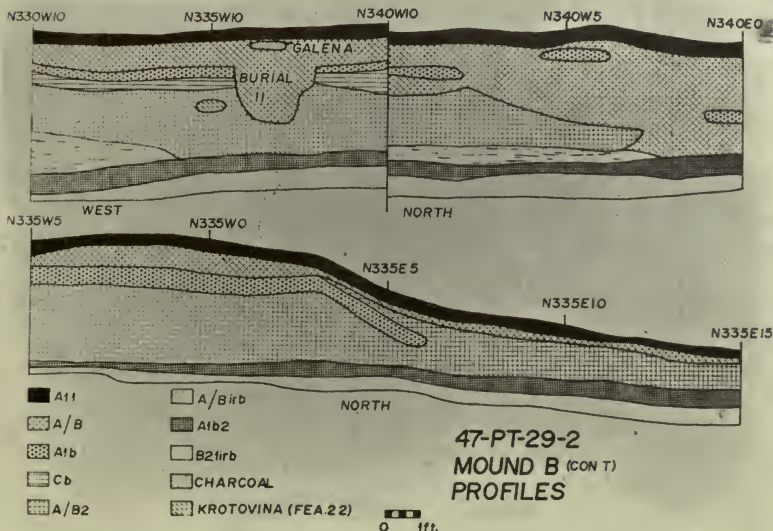 N330W10 N335W10 N340W10 N340W5 N340E0
GALENA
BURIAL
11
WEST
NORTH
N335W5 N335W0
N335E5
N335E10
N335E15
NORTH
A11
A/B
A1b
Cb
A/B2
A/Birb
A1b2
B21irb
CHARCOAL
KROTOVINA (FEA.22)
47-PT-29-2
MOUND B (CON T)
PROFILES
0 1ft.